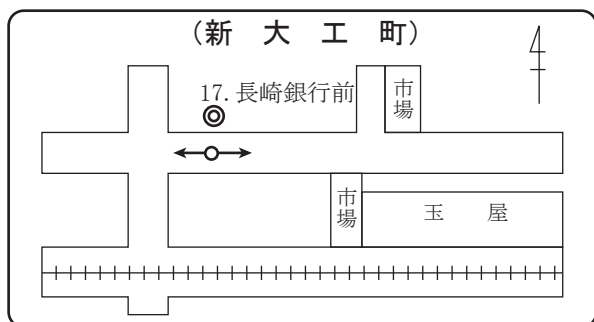 (新大工町)
17. 長崎銀行前
市場
市場
玉屋